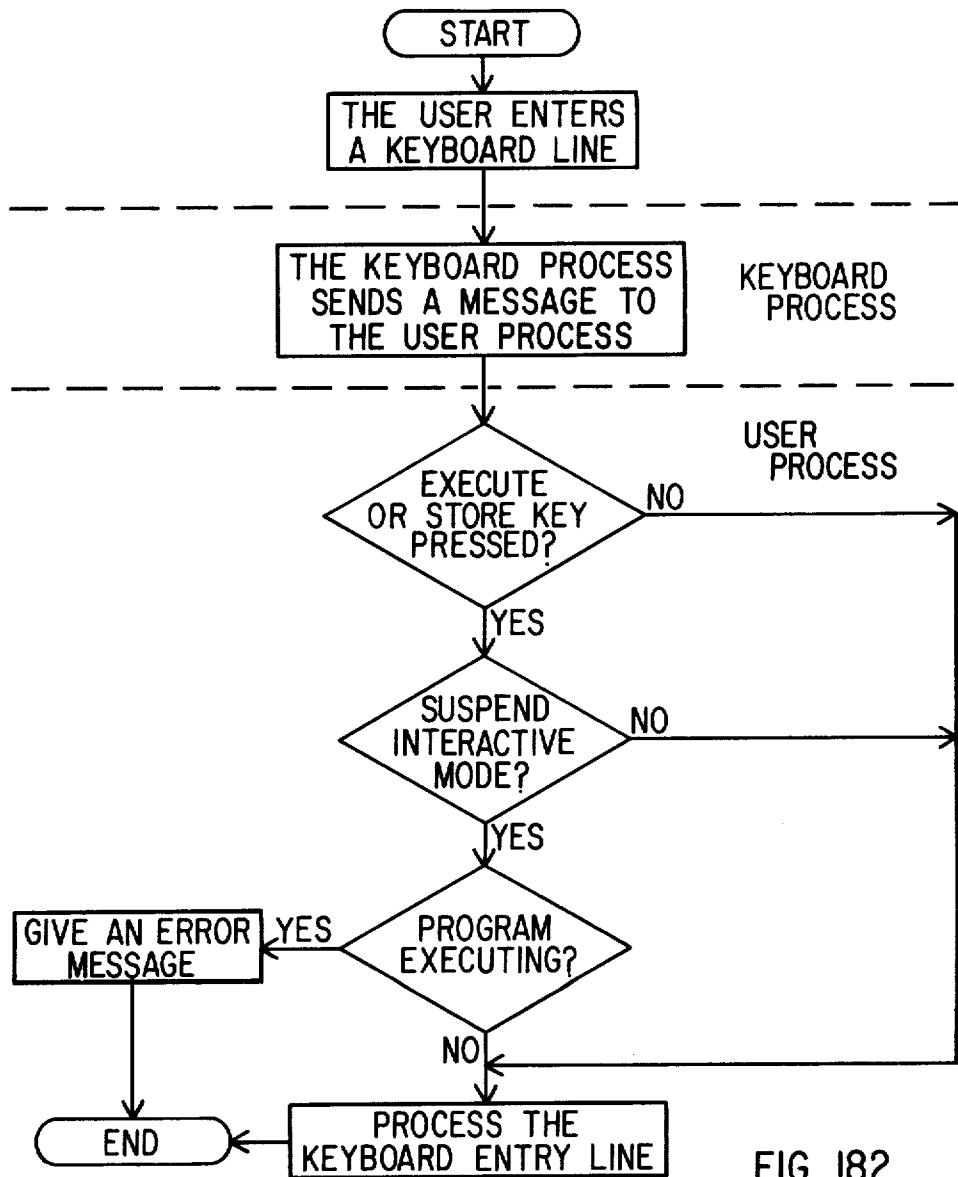 START
THE USER ENTERS
A KEYBOARD LINE
THE KEYBOARD PROCESS
SENDS A MESSAGE TO
THE USER PROCESS
KEYBOARD
PROCESS
USER
PROCESS
EXECUTE
OR STORE KEY
PRESSED?
NO
YES
SUSPEND
INTERACTIVE
MODE?
NO
YES
PROGRAM
EXECUTING?
YES
GIVE AN ERROR
MESSAGE
NO
PROCESS THE
KEYBOARD ENTRY LINE
END
FIG 182